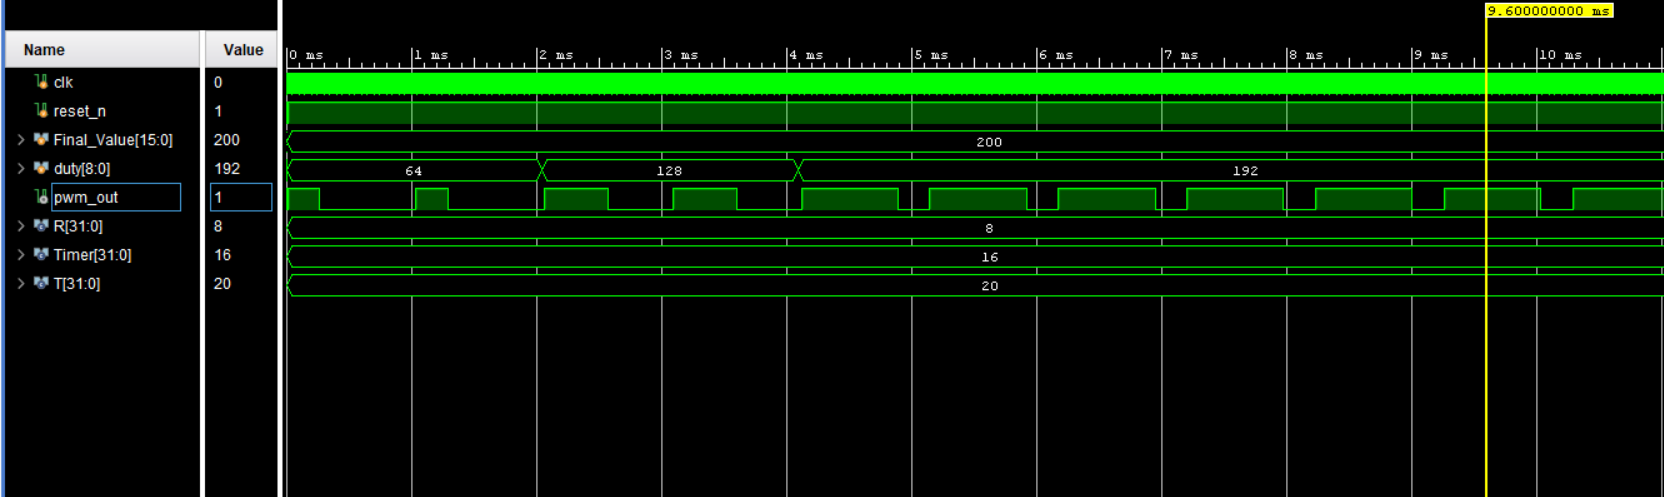 9.600000000 ms
Name Value 0 ms 1 ms 2 ms 3 ms 4 ms 5 ms 6 ms 7 ms 8 ms 9 ms 10 ms
clk 0
reset_n 1
Final_Value[15:0] 200 200
duty[8:0] 192 64 128 192
pwm_out 1
R[31:0] 8 8
Timer[31:0] 16 16
T[31:0] 20 20